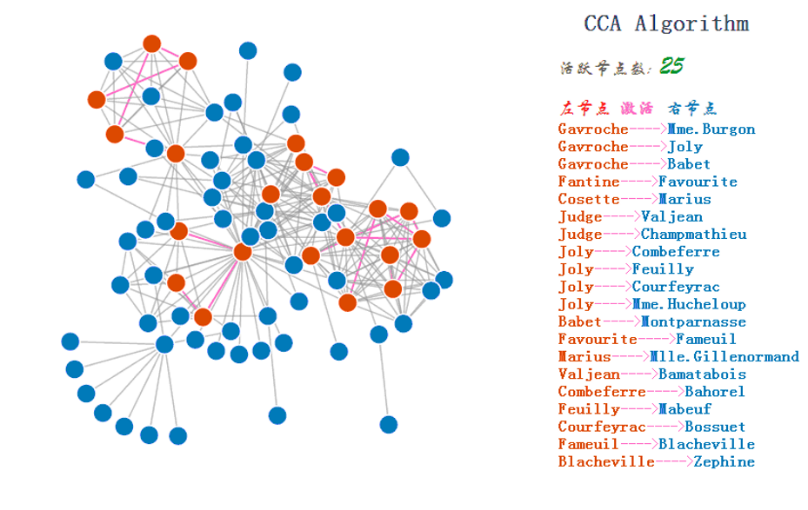 CCA Algorithm
活跃节点数: 25
左节点 激活 右节点
Gavroche---->Mme.Burgon
Gavroche---->Joly
Gavroche---->Babet
Fantine---->Favourite
Cosette---->Marius
Judge---->Valjean
Judge---->Champmathieu
Joly---->Combeferre
Joly---->Feuilly
Joly---->Courfeyrac
Joly---->Mme.Hucheloup
Babet---->Montparnasse
Favourite---->Fameuil
Marius---->Mlle.Gillenormand
Valjean---->Bamatabois
Combeferre---->Bahorel
Feuilly---->Mabeuf
Courfeyrac---->Bossuet
Fameuil---->Blacheville
Blacheville---->Zephine